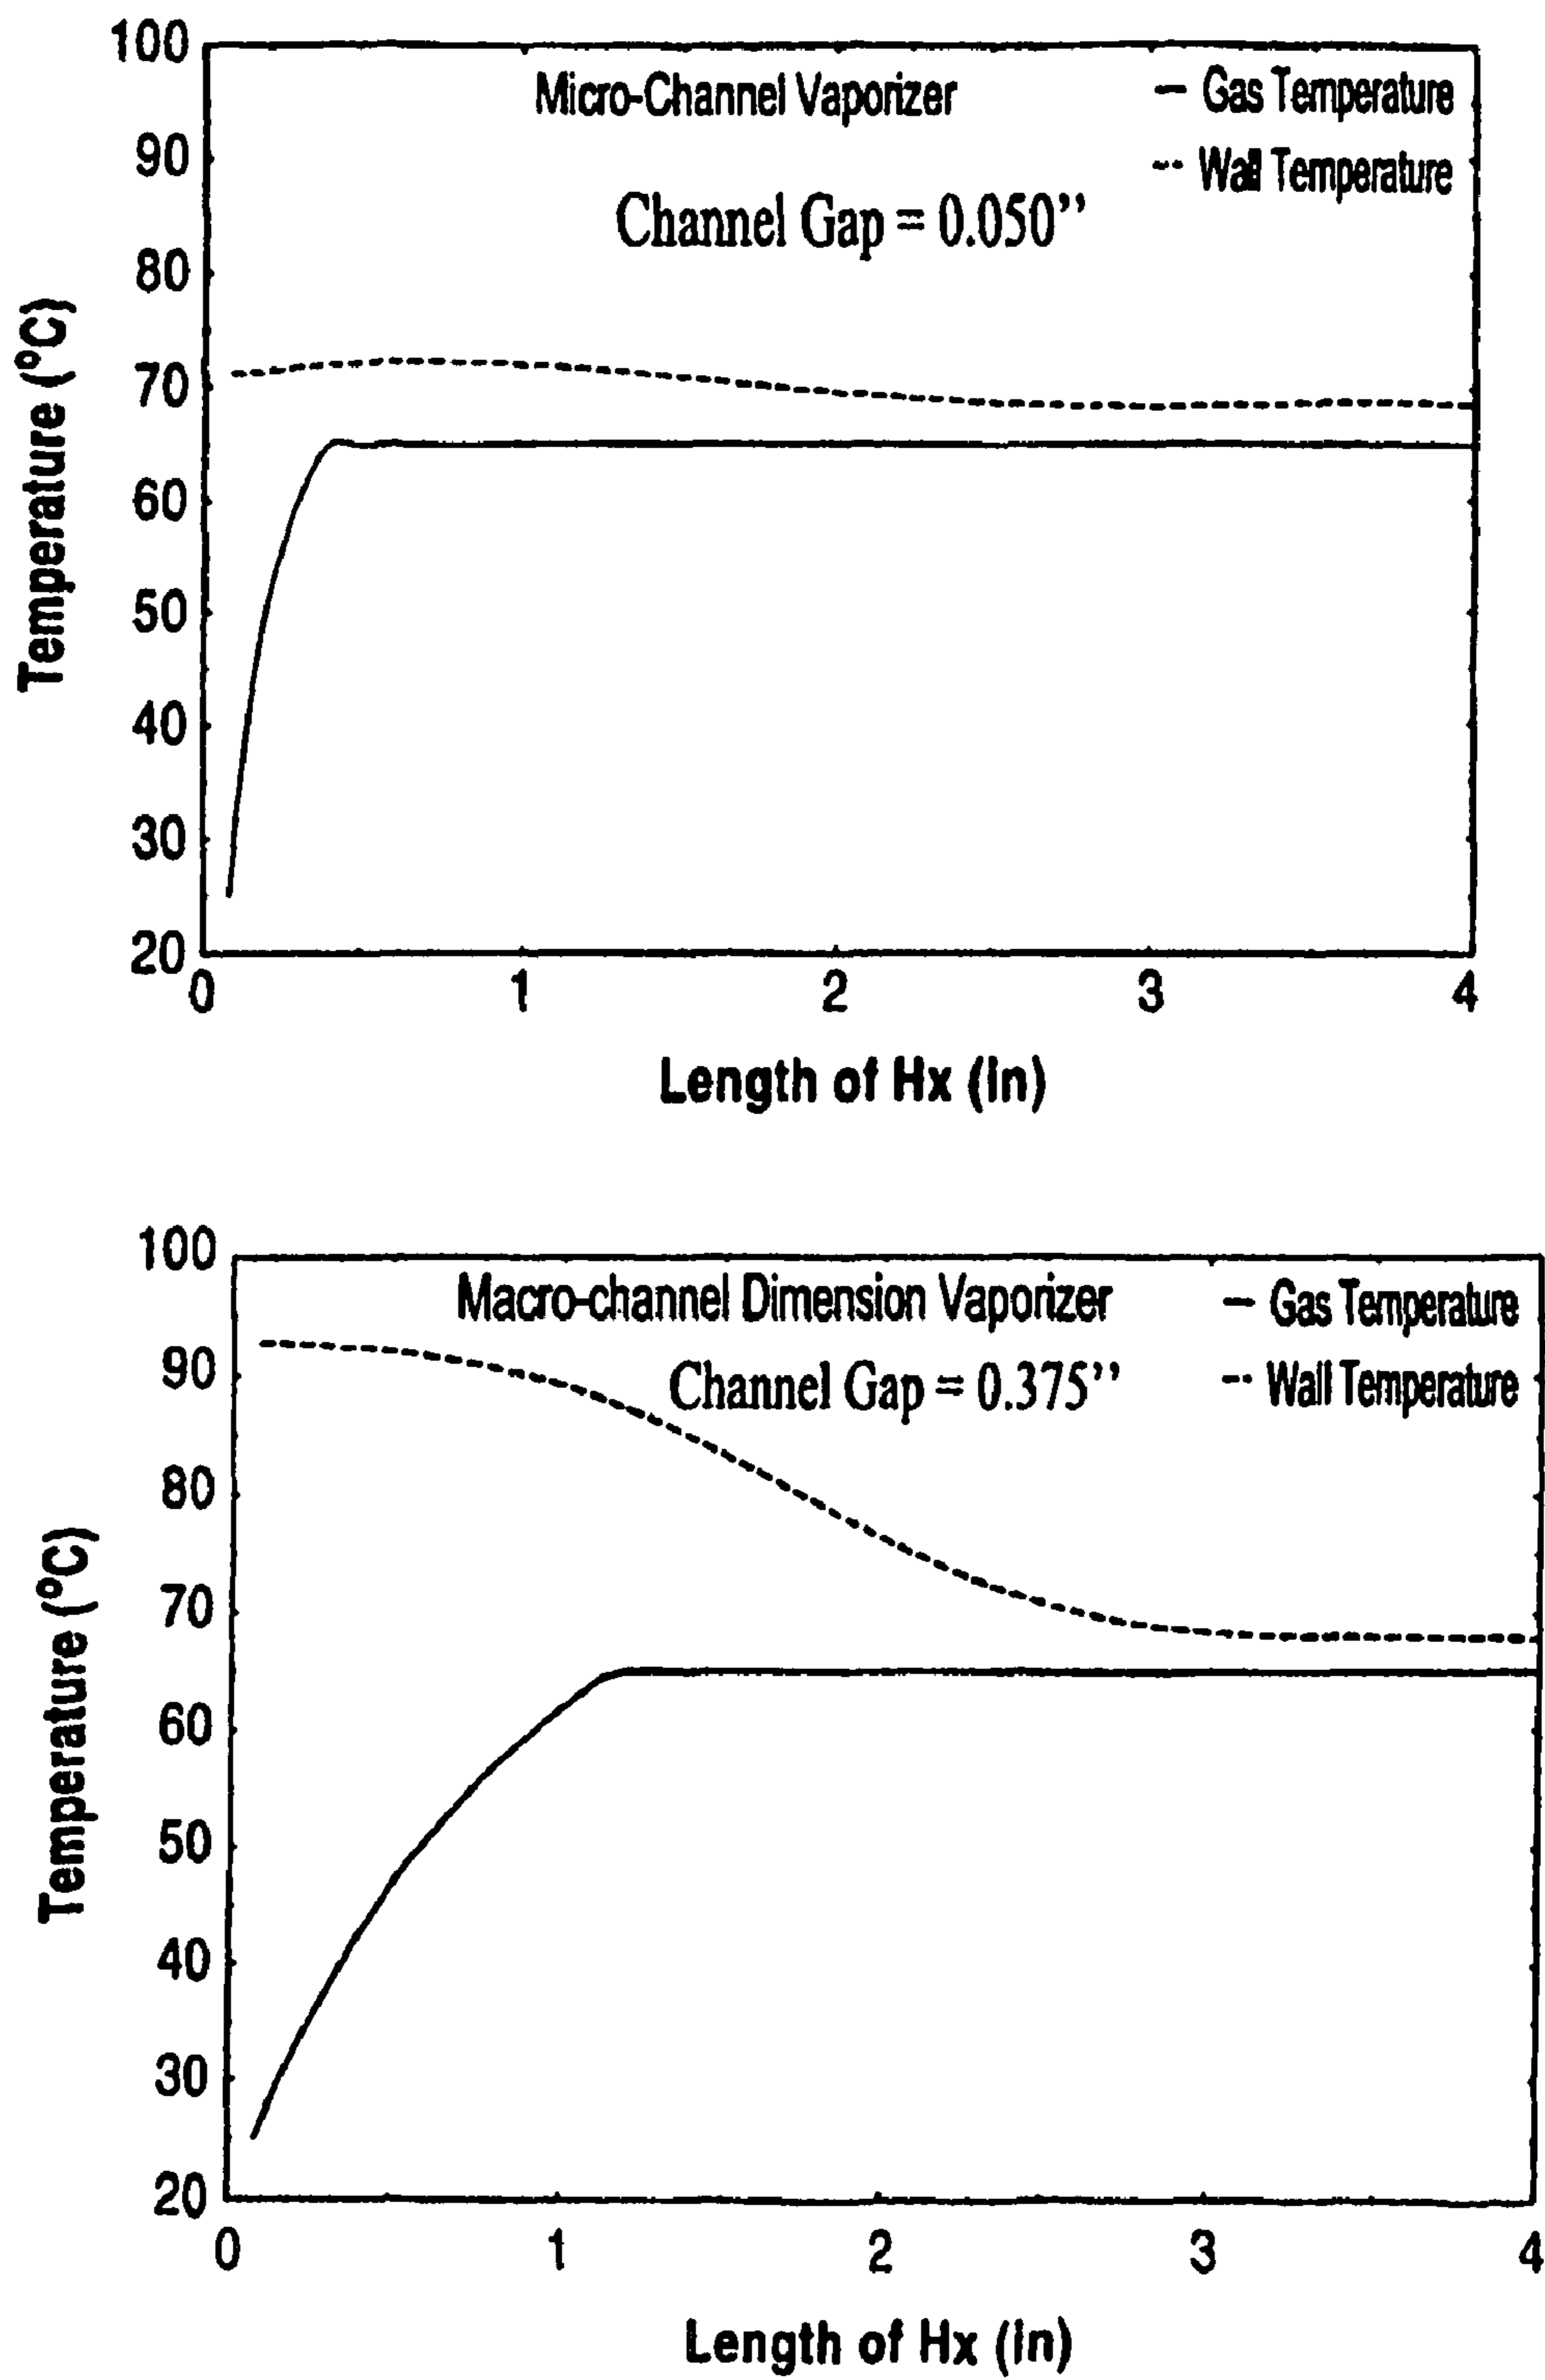 100
Micro-Channel Vaporizer
— Gas Temperature
90
--- Wall Temperature
Channel Gap = 0.050”
80
70
60
50
40
30
20
Temperature (°C)
0 1 2 3 4
Length of Hx (in)
100
Macro-channel Dimension Vaporizer
— Gas Temperature
90
Channel Gap = 0.375”
--- Wall Temperature
80
70
60
50
40
30
20
Temperature (°C)
0 1 2 3 4
Length of Hx (in)